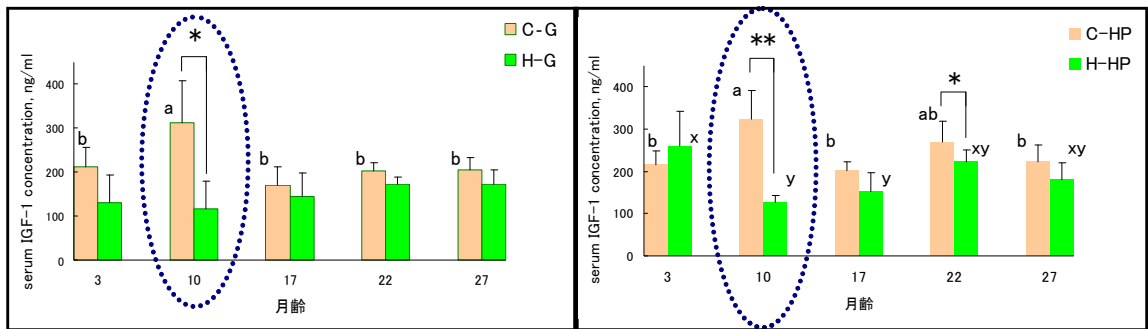 serum IGF-1 concentration, ng/ml
400
300
200
100
0
C-G
H-G
*
b
a
b
b
b
3
10
17
22
27
月齢
serum IGF-1 concentration, ng/ml
400
300
200
100
0
C-HP
H-HP
**
*
b
x
a
y
b
y
ab
xy
b
xy
3
10
17
22
27
月齢